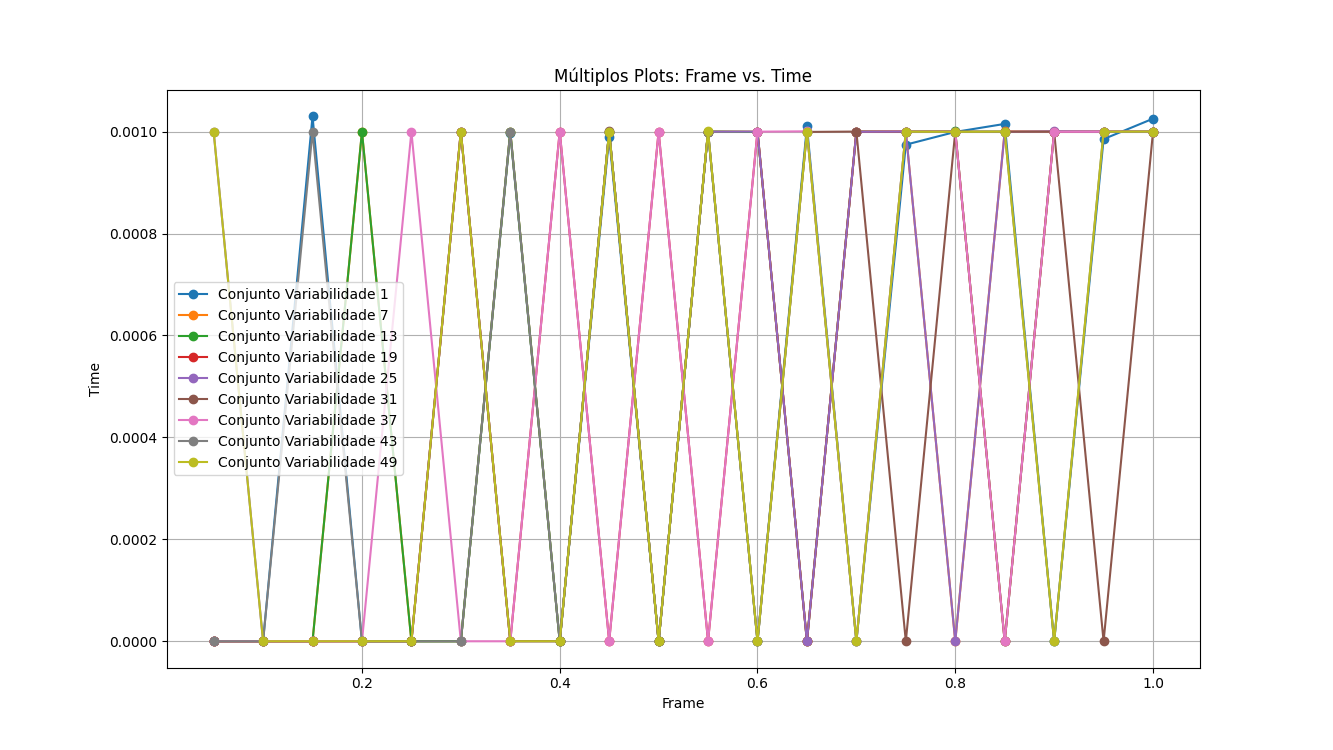 Múltiplos Plots: Frame vs. Time
0.0010
0.0008
0.0006
0.0004
0.0002
0.0000
Time
Conjunto Variabilidade 1
Conjunto Variabilidade 7
Conjunto Variabilidade 13
Conjunto Variabilidade 19
Conjunto Variabilidade 25
Conjunto Variabilidade 31
Conjunto Variabilidade 37
Conjunto Variabilidade 43
Conjunto Variabilidade 49
0.2 0.4 0.6 0.8 1.0
Frame